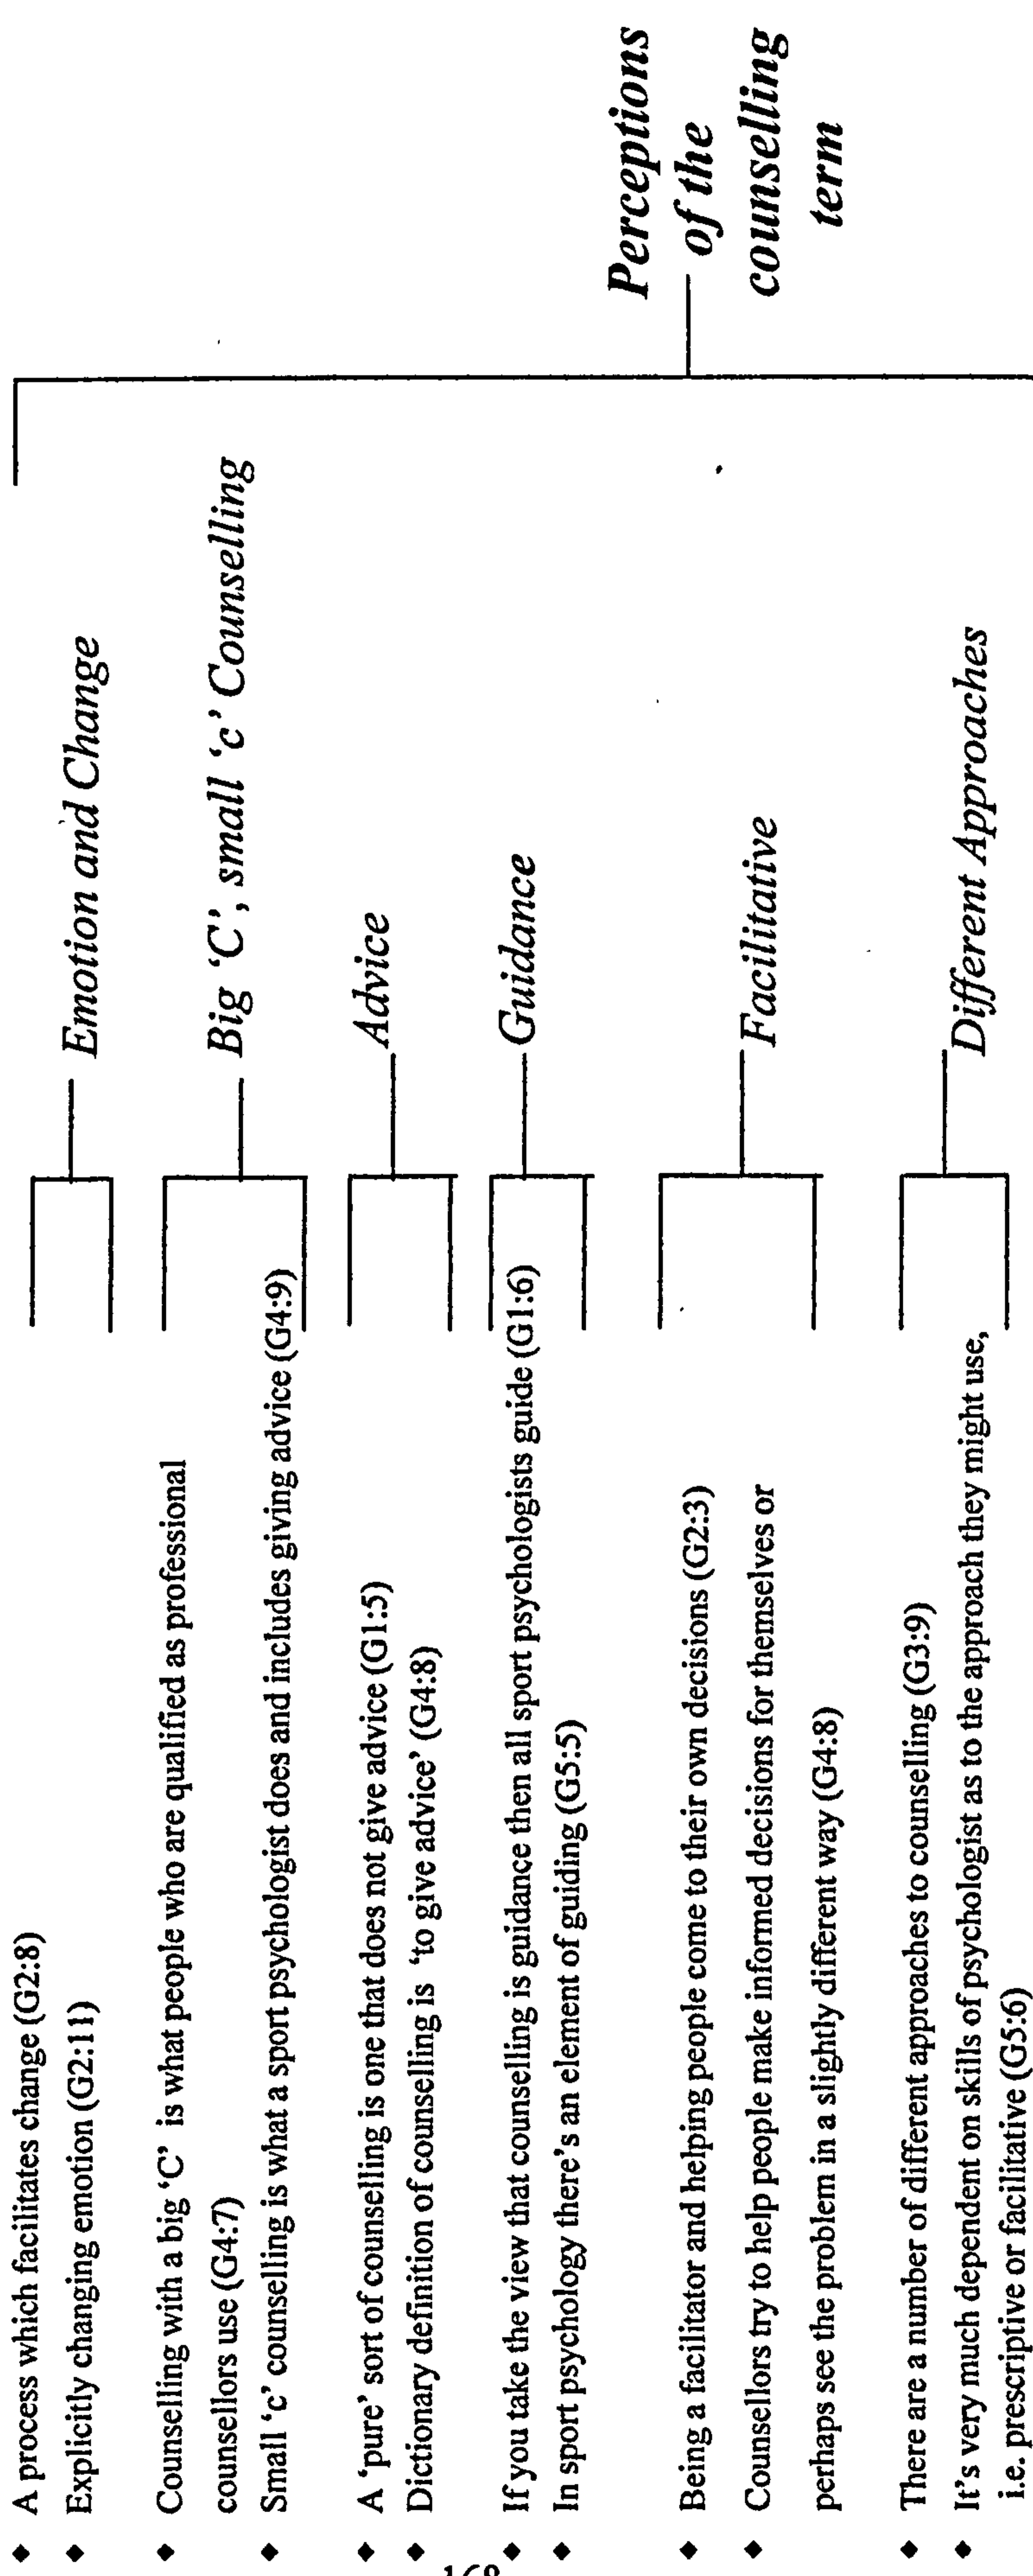 ♦ A process which facilitates change (G2:8)
♦ Explicitly changing emotion (G2:11)
Emotion and Change
♦ Counselling with a big ‘C’ is what people who are qualified as professional
counsellors use (G4:7)
♦ Small ‘c’ counselling is what a sport psychologist does and includes giving advice (G4:9)
Big ‘C’, small ‘c’ Counselling
♦ A ‘pure’ sort of counselling is one that does not give advice (G1:5)
♦ Dictionary definition of counselling is ‘to give advice’ (G4:8)
Advice
♦ If you take the view that counselling is guidance then all sport psychologists guide (G1:6)
♦ In sport psychology there’s an element of guiding (G5:5)
Guidance
♦ Being a facilitator and helping people come to their own decisions (G2:3)
♦ Counsellors try to help people make informed decisions for themselves or
perhaps see the problem in a slightly different way (G4:8)
Facilitative
♦ There are a number of different approaches to counselling (G3:9)
♦ It’s very much dependent on skills of psychologist as to the approach they might use,
i.e. prescriptive or facilitative (G5:6)
Different Approaches
Perceptions
of the
counselling
term
168